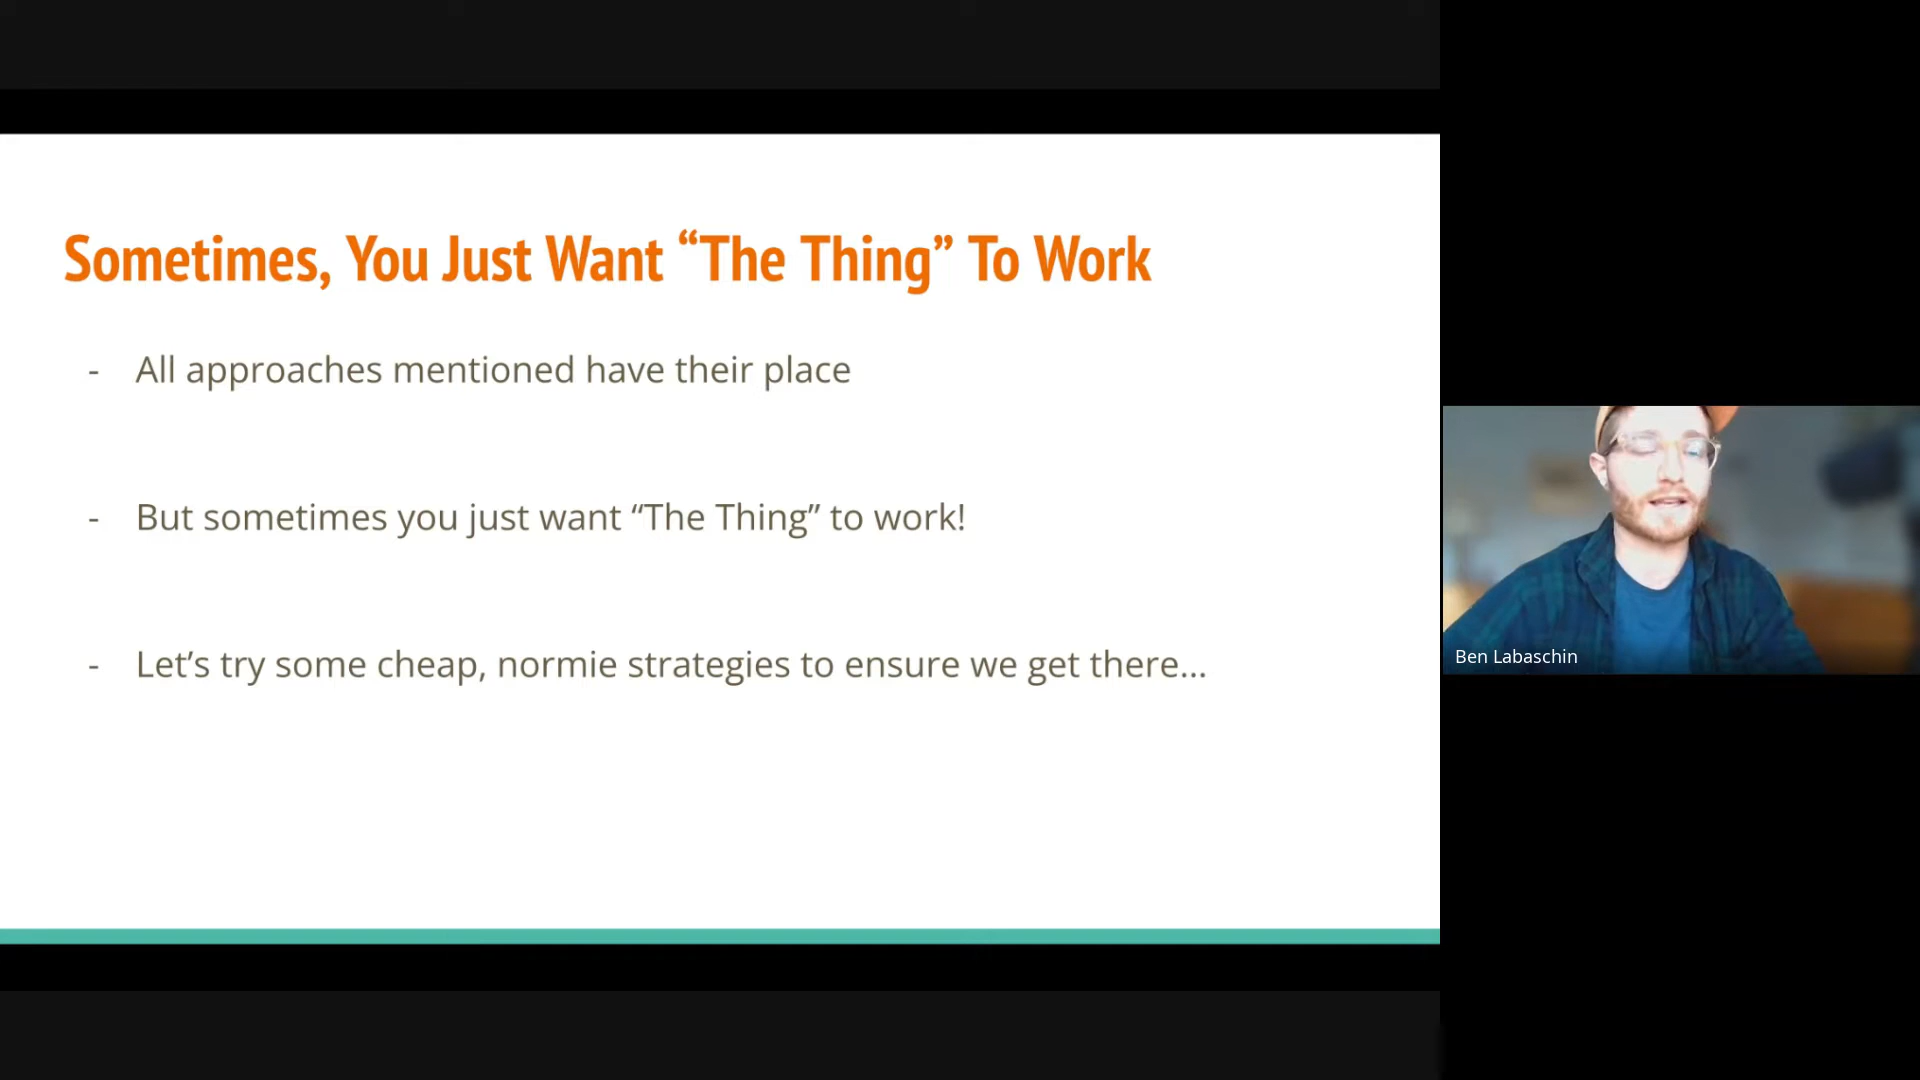 Sometimes, You Just Want “The Thing” To Work
- All approaches mentioned have their place
- But sometimes you just want “The Thing” to work!
- Let’s try some cheap, normie strategies to ensure we get there...
Ben Labaschin